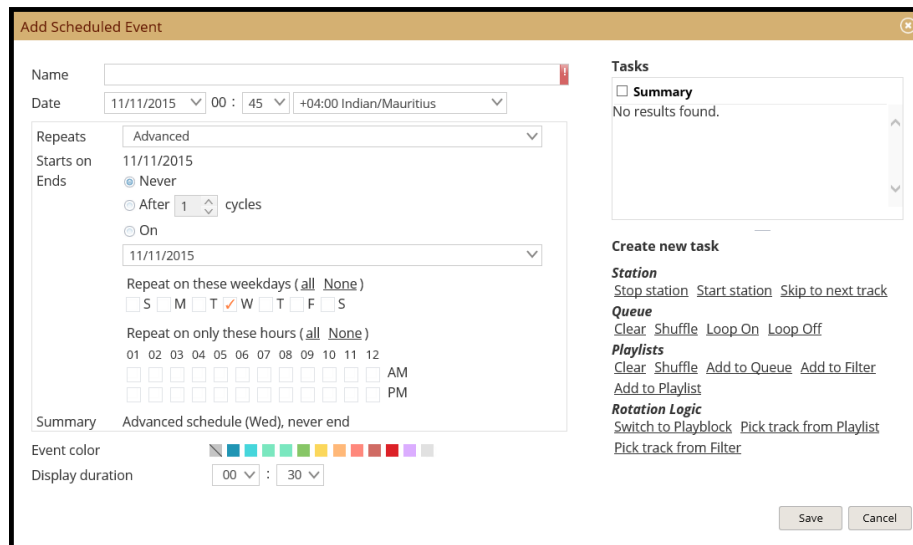 Add Scheduled Event
Name
Date 11/11/2015 00 : 45 +04:00 Indian/Mauritius
Repeats Advanced
Starts on 11/11/2015
Ends Never
After 1 cycles
On
11/11/2015
Repeat on these weekdays ( all None )
S M T W T F S
Repeat on only these hours ( all None )
01 02 03 04 05 06 07 08 09 10 11 12
AM
PM
Summary Advanced schedule (Wed), never end
Event color
Display duration 00 : 30
Tasks
Summary
No results found.
Create new task
Station
Stop station Start station Skip to next track
Queue
Clear Shuffle Loop On Loop Off
Playlists
Clear Shuffle Add to Queue Add to Filter
Add to Playlist
Rotation Logic
Switch to Playblock Pick track from Playlist
Pick track from Filter
Save Cancel